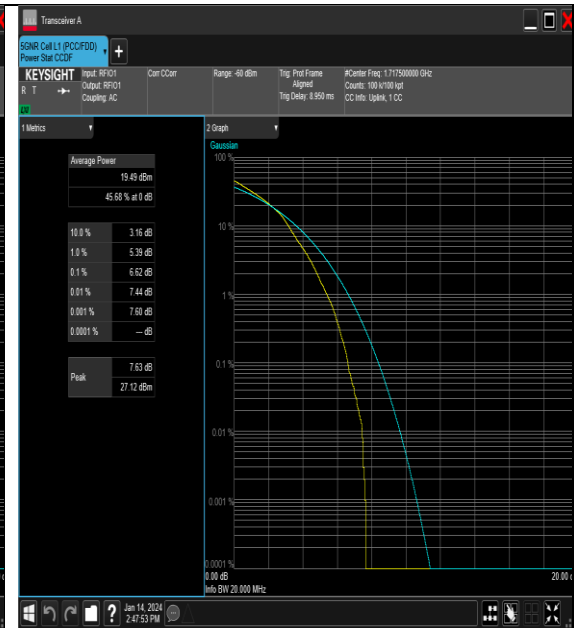 Transceiver A
5GNR Cell L1 (PCC/FDD)
Power Stat CCDF
KEYSIGHT
R T
LV
Input: RFIO1
Output: RFIO1
Coupling: AC
Corr CCorr
Range: -60 dBm
Trig: Prot Frame
Aligned
Trig Delay: 8.950 ms
#Center Freq: 1.717500000 GHz
Counts: 100 k/100 kpt
CC Info: Uplink, 1 CC
1 Metrics
Average Power
19.49 dBm
45.68 % at 0 dB
10.0 % 3.16 dB
1.0 % 5.39 dB
0.1 % 6.62 dB
0.01 % 7.44 dB
0.001 % 7.60 dB
0.0001 % --- dB
Peak 7.63 dB
27.12 dBm
2 Graph
Gaussian
100 %
10 %
1 %
0.1 %
0.01 %
0.001 %
0.0001 %
0.00 dB
20.00
Info BW 20.000 MHz
?
Jan 14, 2024
2:47:53 PM